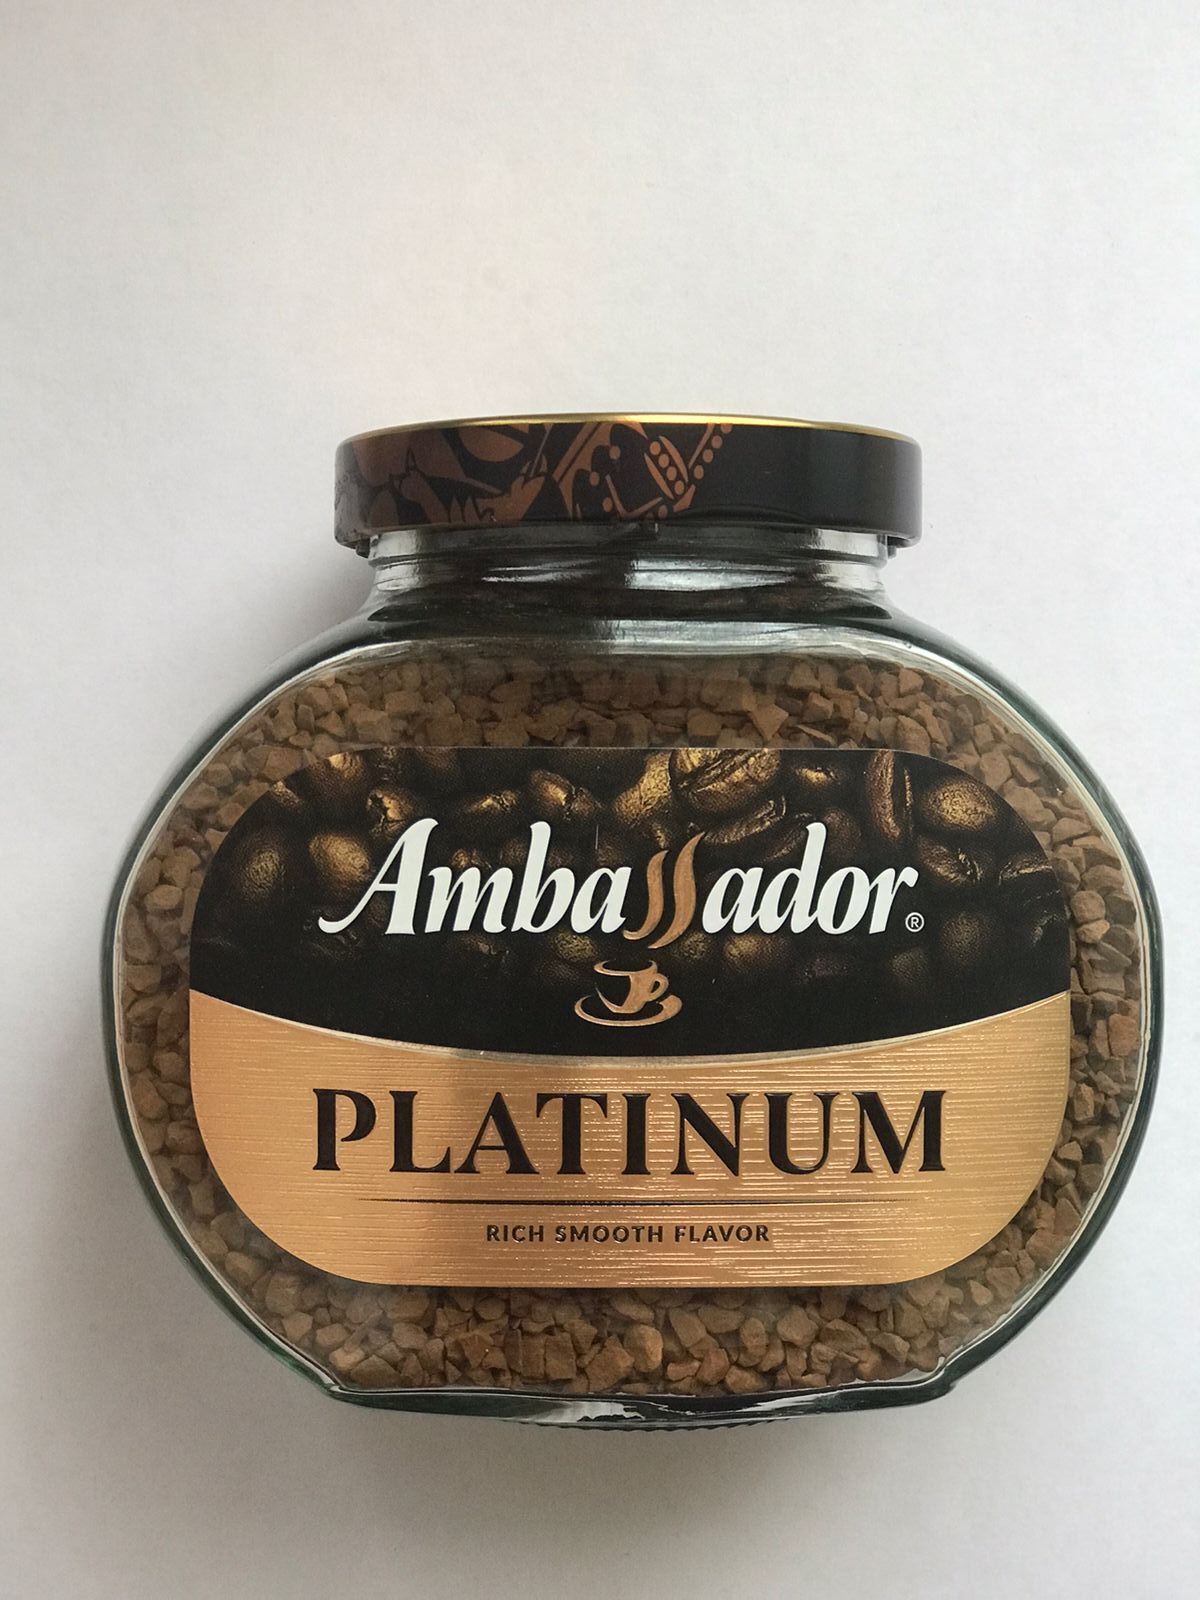 Ambassador®
PLATINUM
RICH SMOOTH FLAVOR